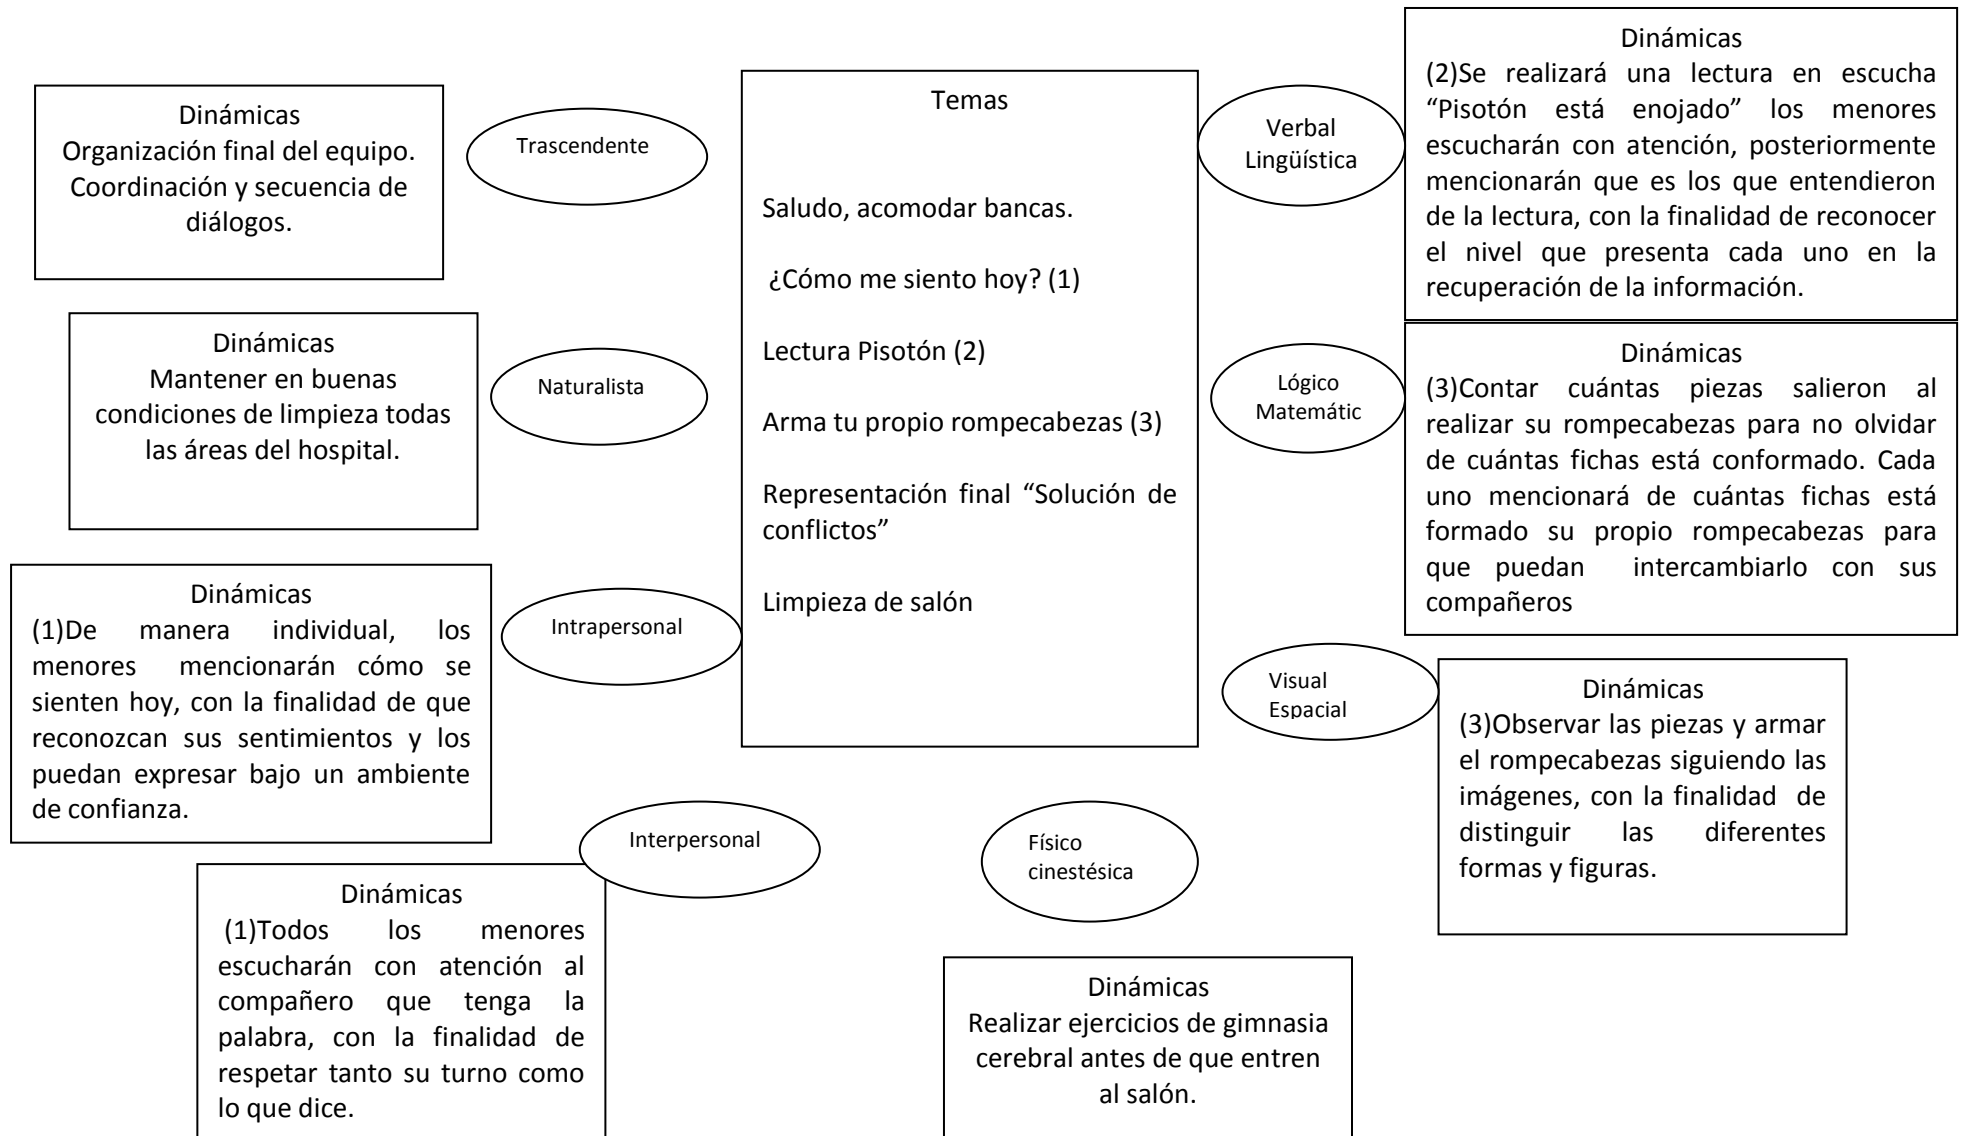 Dinámicas
Organización final del equipo.
Coordinación y secuencia de
diálogos.
Trascendente
Dinámicas
Mantener en buenas
condiciones de limpieza todas
las áreas del hospital.
Naturalista
Dinámicas
(1)De manera individual, los
menores mencionarán cómo se
sienten hoy, con la finalidad de que
reconozcan sus sentimientos y los
puedan expresar bajo un ambiente
de confianza.
Intrapersonal
Dinámicas
(1)Todos los menores
escucharán con atención al
compañero que tenga la
palabra, con la finalidad de
respetar tanto su turno como
lo que dice.
Interpersonal
Temas
Saludo, acomodar bancas.
¿Cómo me siento hoy? (1)
Lectura Pisotón (2)
Arma tu propio rompecabezas (3)
Representación final “Solución de
conflictos”
Limpieza de salón
Físico
cinestésica
Dinámicas
Realizar ejercicios de gimnasia
cerebral antes de que entren
al salón.
Verbal
Lingüística
Dinámicas
(2)Se realizará una lectura en escucha
“Pisotón está enojado” los menores
escucharán con atención, posteriormente
mencionarán que es los que entendieron
de la lectura, con la finalidad de reconocer
el nivel que presenta cada uno en la
recuperación de la información.
Lógico
Matemátic
Dinámicas
(3)Contar cuántas piezas salieron al
realizar su rompecabezas para no olvidar
de cuántas fichas está conformado. Cada
uno mencionará de cuántas fichas está
formado su propio rompecabezas para
que puedan intercambiarlo con sus
compañeros
Visual
Espacial
Dinámicas
(3)Observar las piezas y armar
el rompecabezas siguiendo las
imágenes, con la finalidad de
distinguir las diferentes
formas y figuras.